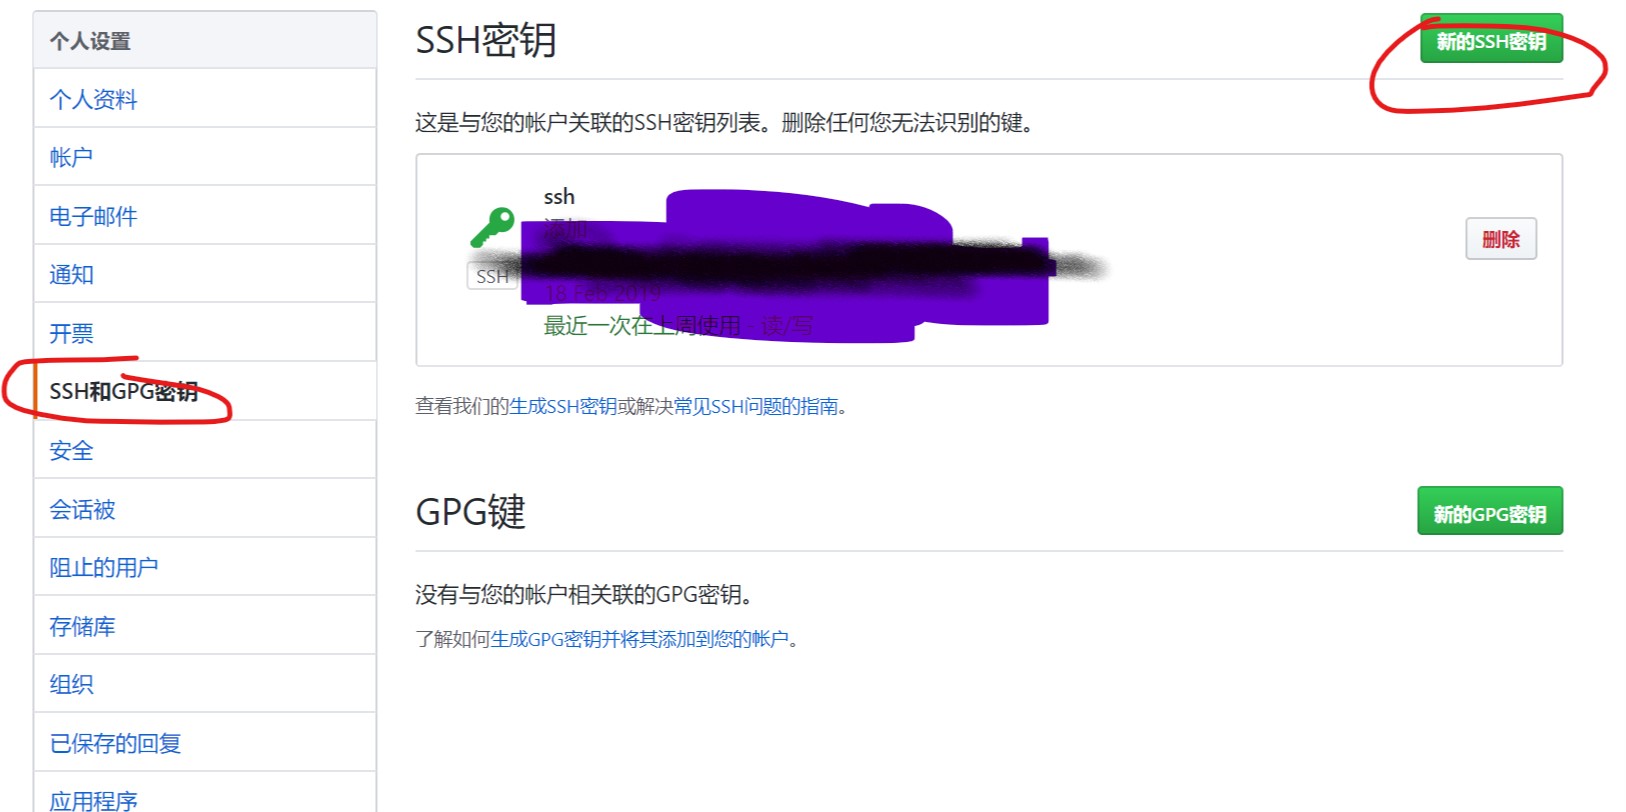 个人设置
个人资料
帐户
电子邮件
通知
开票
SSH和GPG密钥
安全
会话被
阻止的用户
存储库
组织
已保存的回复
应用程序
SSH密钥
新的SSH密钥
这是与您的帐户关联的SSH密钥列表。删除任何您无法识别的键。
ssh
添加
SSH
18 Feb 2019
最近一次在上周使用 - 读/写
删除
查看我们的生成SSH密钥或解决常见SSH问题的指南。
GPG键
新的GPG密钥
没有与您的帐户相关联的GPG密钥。
了解如何生成GPG密钥并将其添加到您的帐户。